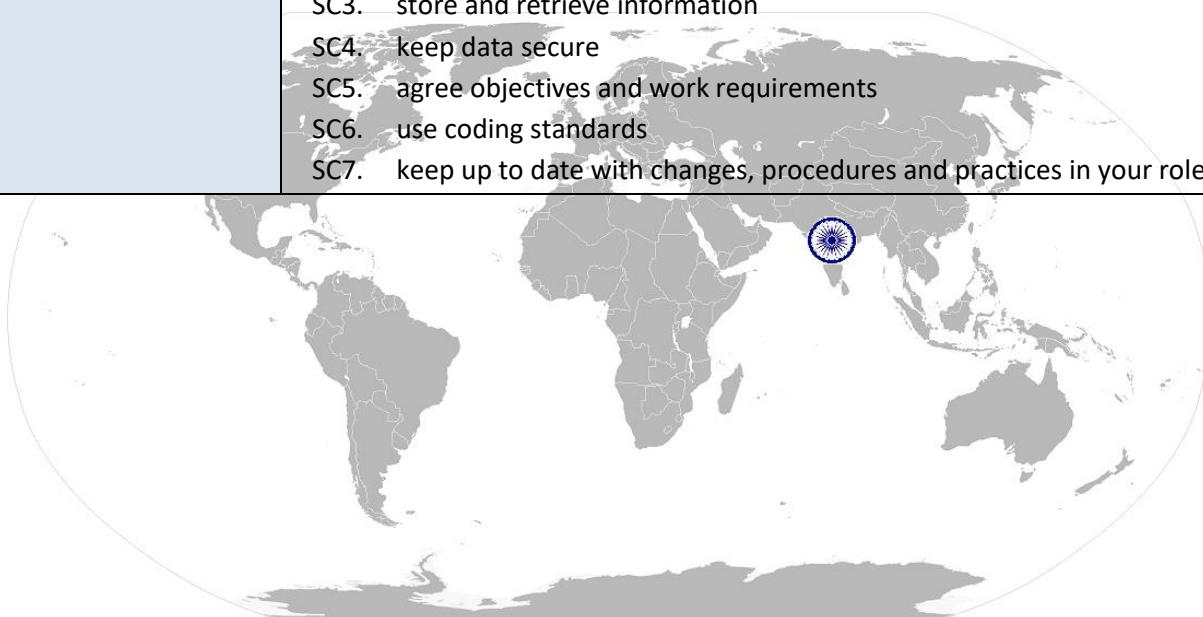 SC3. store and retrieve information
SC4. keep data secure
SC5. agree objectives and work requirements
SC6. use coding standards
SC7. keep up to date with changes, procedures and practices in your role